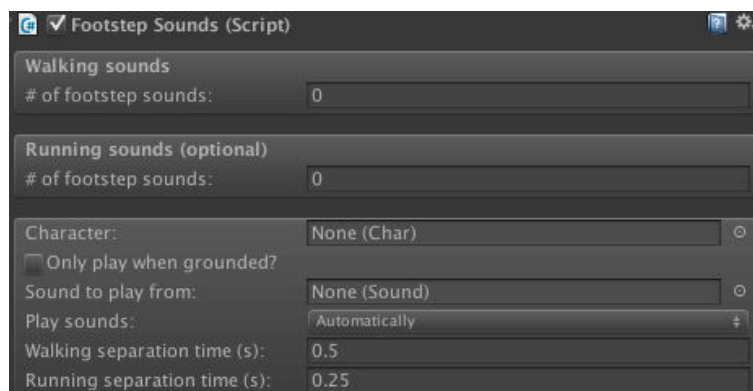 Footstep Sounds (Script)
Walking sounds
# of footstep sounds: 0
Running sounds (optional)
# of footstep sounds: 0
Character: None (Char)
Only play when grounded?
Sound to play from: None (Sound)
Play sounds: Automatically
Walking separation time (s): 0.5
Running separation time (s): 0.25